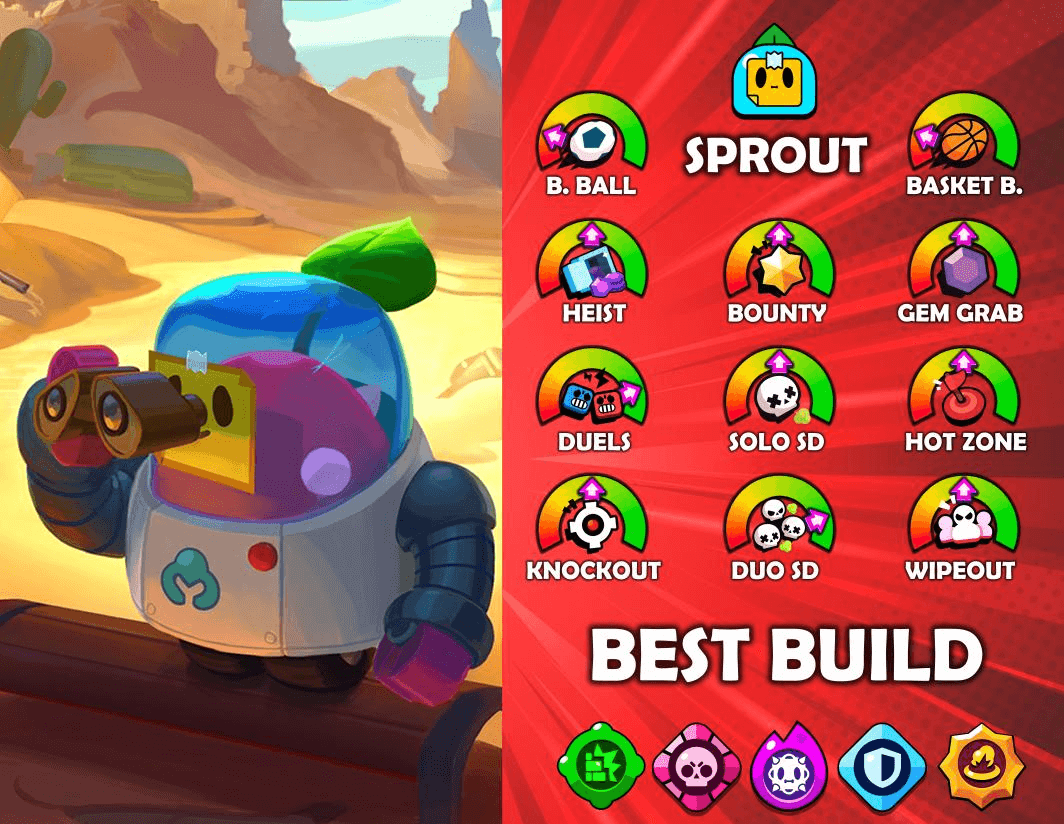 SPROUT
B. BALL
BASKET B.
HEIST
BOUNTY
GEM GRAB
DUELS
SOLO SD
HOT ZONE
KNOCKOUT
DUO SD
WIPEOUT
BEST BUILD